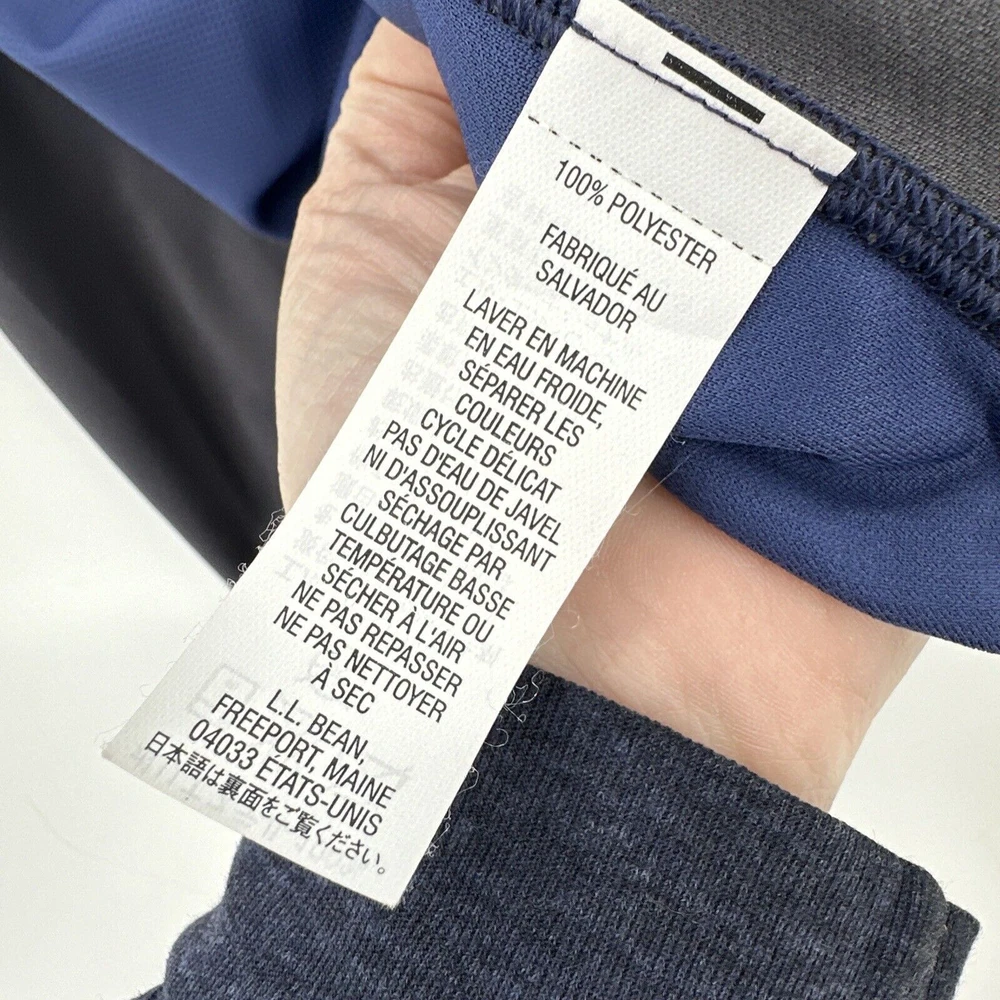 100% POLYESTER
FABRIQUÉ AU
SALVADOR
LAVER EN MACHINE
EN EAU FROIDE,
SÉPARER LES
COULEURS
CYCLE DÉLICAT
PAS D'EAU DE JAVEL
NI D'ASSOUPLISSANT
SÉCHAGE PAR
CULBUTAGE BASSE
TEMPÉRATURE OU
SÉCHER À L'AIR
NE PAS REPASSER
NE PAS NETTOYER
À SEC
L.L. BEAN,
FREEPORT, MAINE
04033 ÉTATS-UNIS
日本語は裏面をご覧ください。